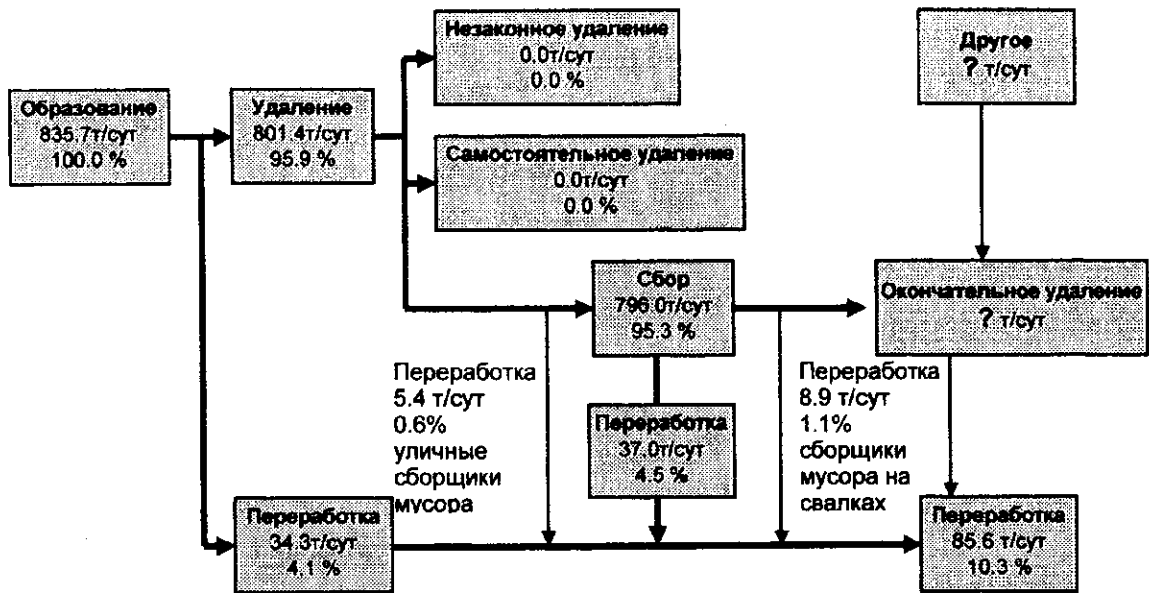 Незаконное удаление
0.0т/сут
0.0 %
Другое
? т/сут
Образование
835.7т/сут
100.0 %
Удаление
801.4т/сут
95.9 %
Самостоятельное удаление
0.0т/сут
0.0 %
Сбор
796.0т/сут
95.3 %
Окончательное удаление
? т/сут
Переработка
5.4 т/сут
0.6%
уличные
сборщики
мусора
Переработка
37.0т/сут
4.5 %
Переработка
8.9 т/сут
1.1%
сборщики
мусора на
свалках
Переработка
34.3т/сут
4.1 %
Переработка
85.6 т/сут
10.3 %